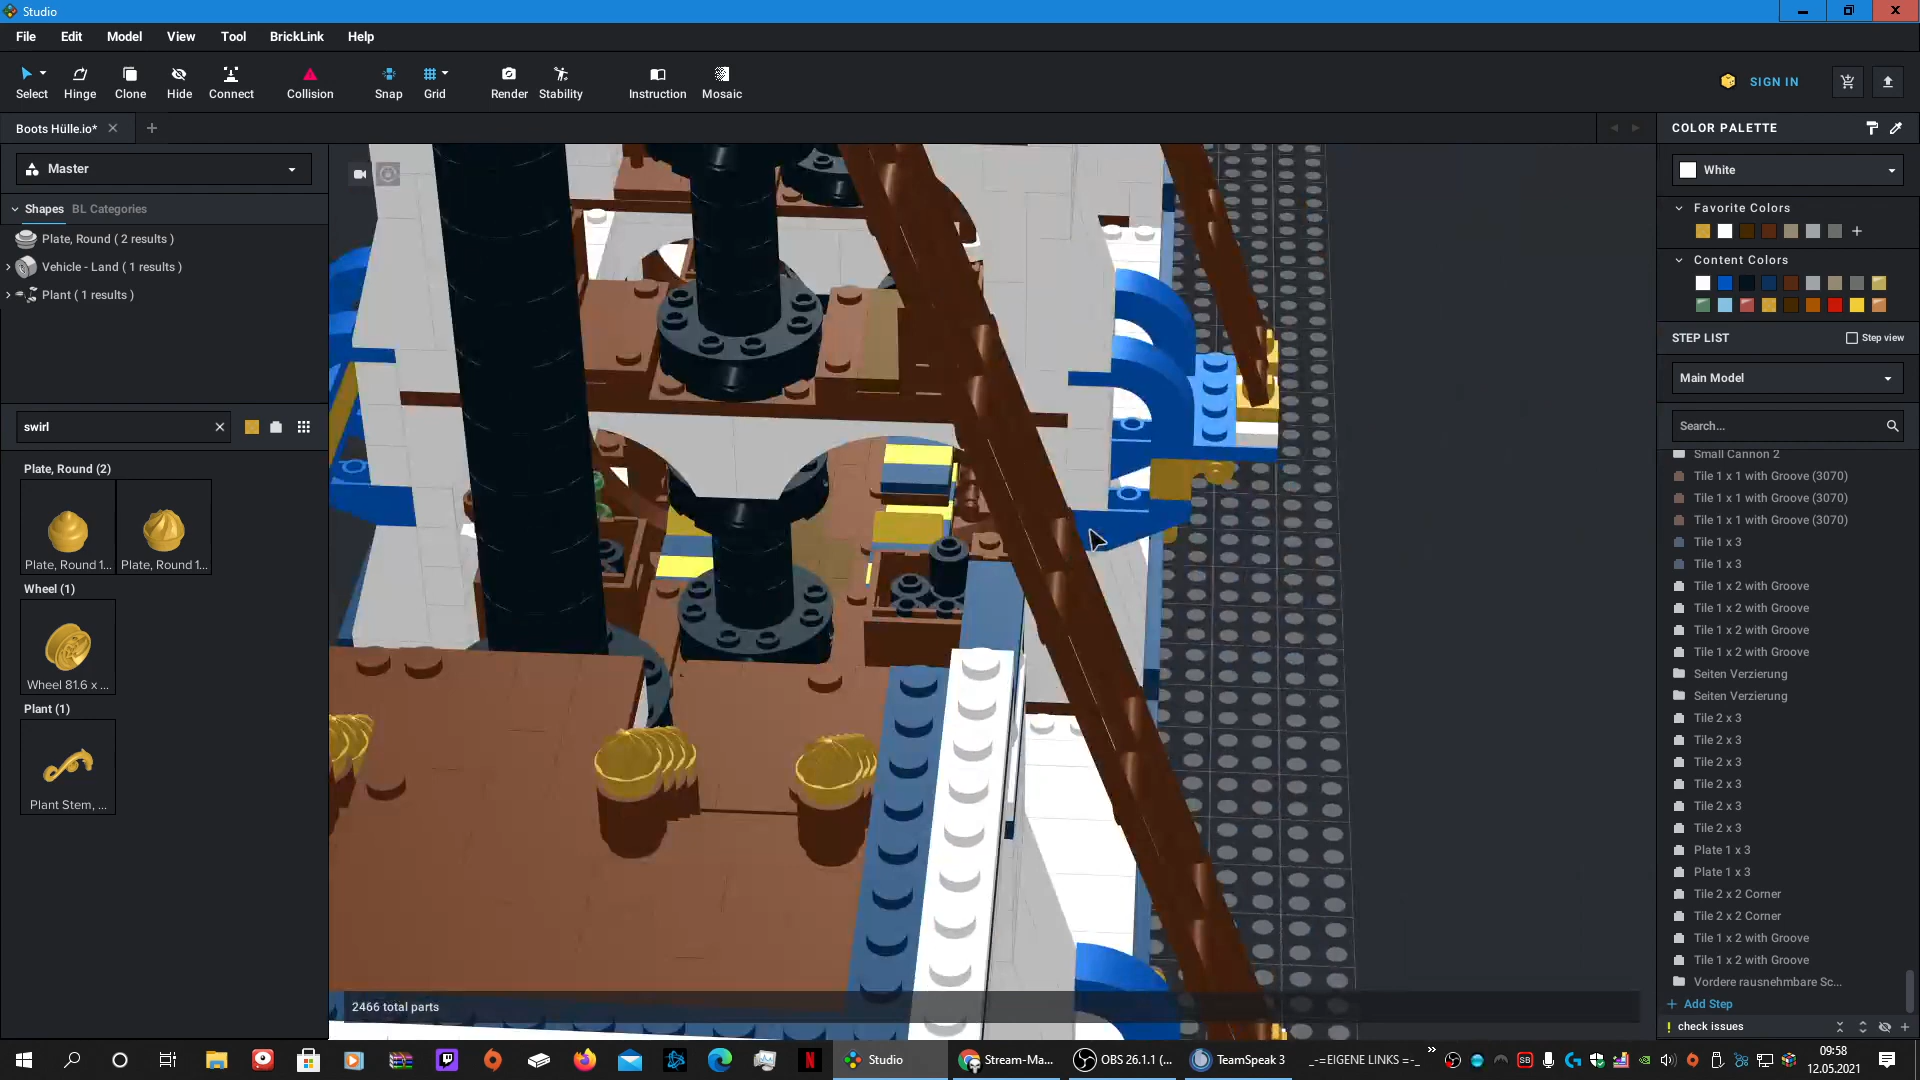 Studio
File Edit Model View Tool BrickLink Help
Select Hinge Clone Hide Connect Collision Snap Grid Render Stability Instruction Mosaic
SIGN IN
Boots Hülle.io*
COLOR PALETTE
Master
White
Shapes BL Categories
Favorite Colors
Plate, Round ( 2 results )
Vehicle - Land ( 1 results )
Content Colors
Plant ( 1 results )
STEP LIST
Step view
Main Model
swirl
Search...
Plate, Round (2)
Plate, Round 1... Plate, Round 1...
Wheel (1)
Wheel 81.6 x ...
Plant (1)
Plant Stem, ...
Small Cannon 2
Tile 1 x 1 with Groove (3070)
Tile 1 x 1 with Groove (3070)
Tile 1 x 1 with Groove (3070)
Tile 1 x 3
Tile 1 x 3
Tile 1 x 2 with Groove
Tile 1 x 2 with Groove
Tile 1 x 2 with Groove
Tile 1 x 2 with Groove
Seiten Verzierung
Seiten Verzierung
Tile 2 x 3
Tile 2 x 3
Tile 2 x 3
Tile 2 x 3
Tile 2 x 3
Tile 2 x 3
Plate 1 x 3
Plate 1 x 3
Tile 2 x 2 Corner
Tile 2 x 2 Corner
Tile 1 x 2 with Groove
Tile 1 x 2 with Groove
Vordere rausnehmbare Sc...
+ Add Step
2466 total parts
! check issues
Studio
Stream-Ma...
OBS 26.1.1 (...
TeamSpeak 3
_-=EIGENE LINKS =-_
09:58
12.05.2021